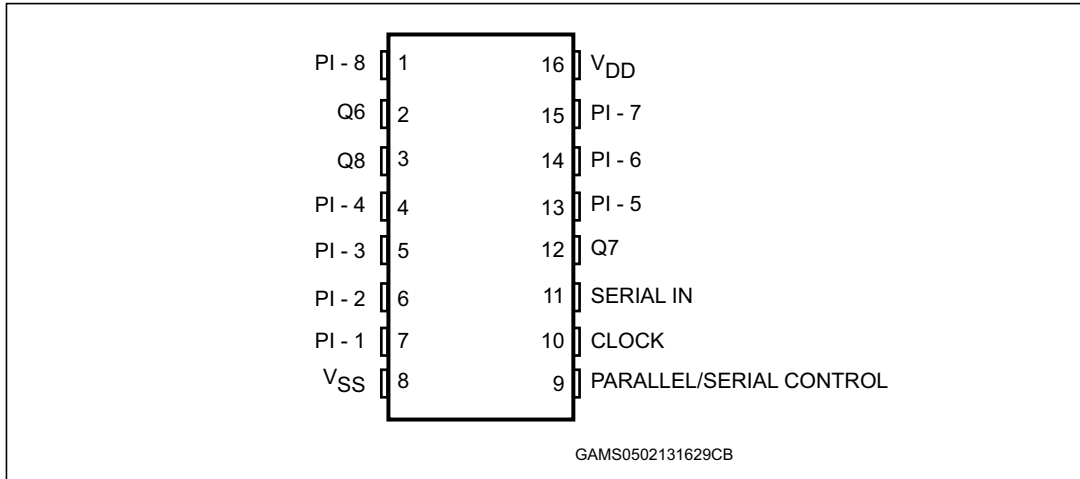 PI - 8 1 16 VDD
Q6 2 15 PI - 7
Q8 3 14 PI - 6
PI - 4 4 13 PI - 5
PI - 3 5 12 Q7
PI - 2 6 11 SERIAL IN
PI - 1 7 10 CLOCK
VSS 8 9 PARALLEL/SERIAL CONTROL
GAMS0502131629CB